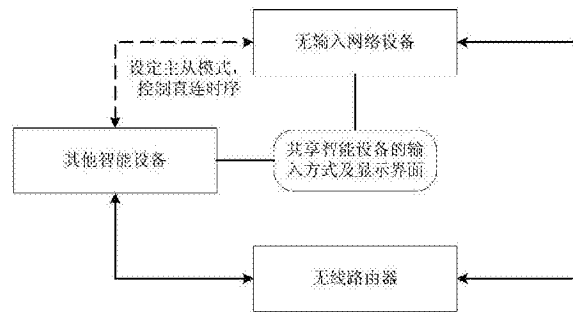 无输入网络设备
设定主从模式，
控制直连时序
其他智能设备
共享智能设备的输
入方式及显示界面
无线路由器